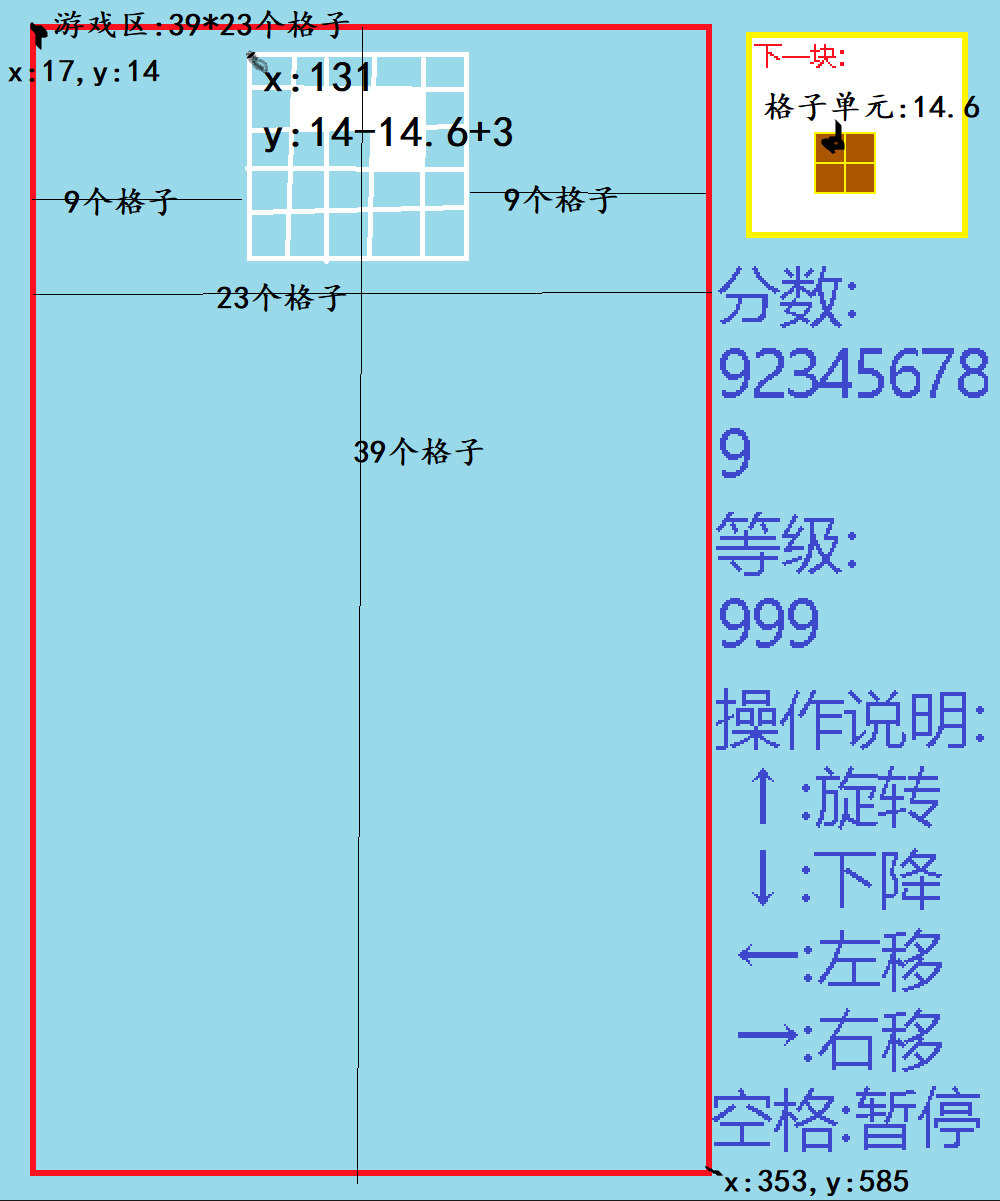 游戏区:39*23个格子
x:17,y:14
x:131
y:14-14.6+3
9个格子
9个格子
23个格子
39个格子
下一块:
格子单元:14.6
分数:
92345678
9
等级:
999
操作说明:
↑:旋转
↓:下降
←:左移
→:右移
空格:暂停
x:353,y:585